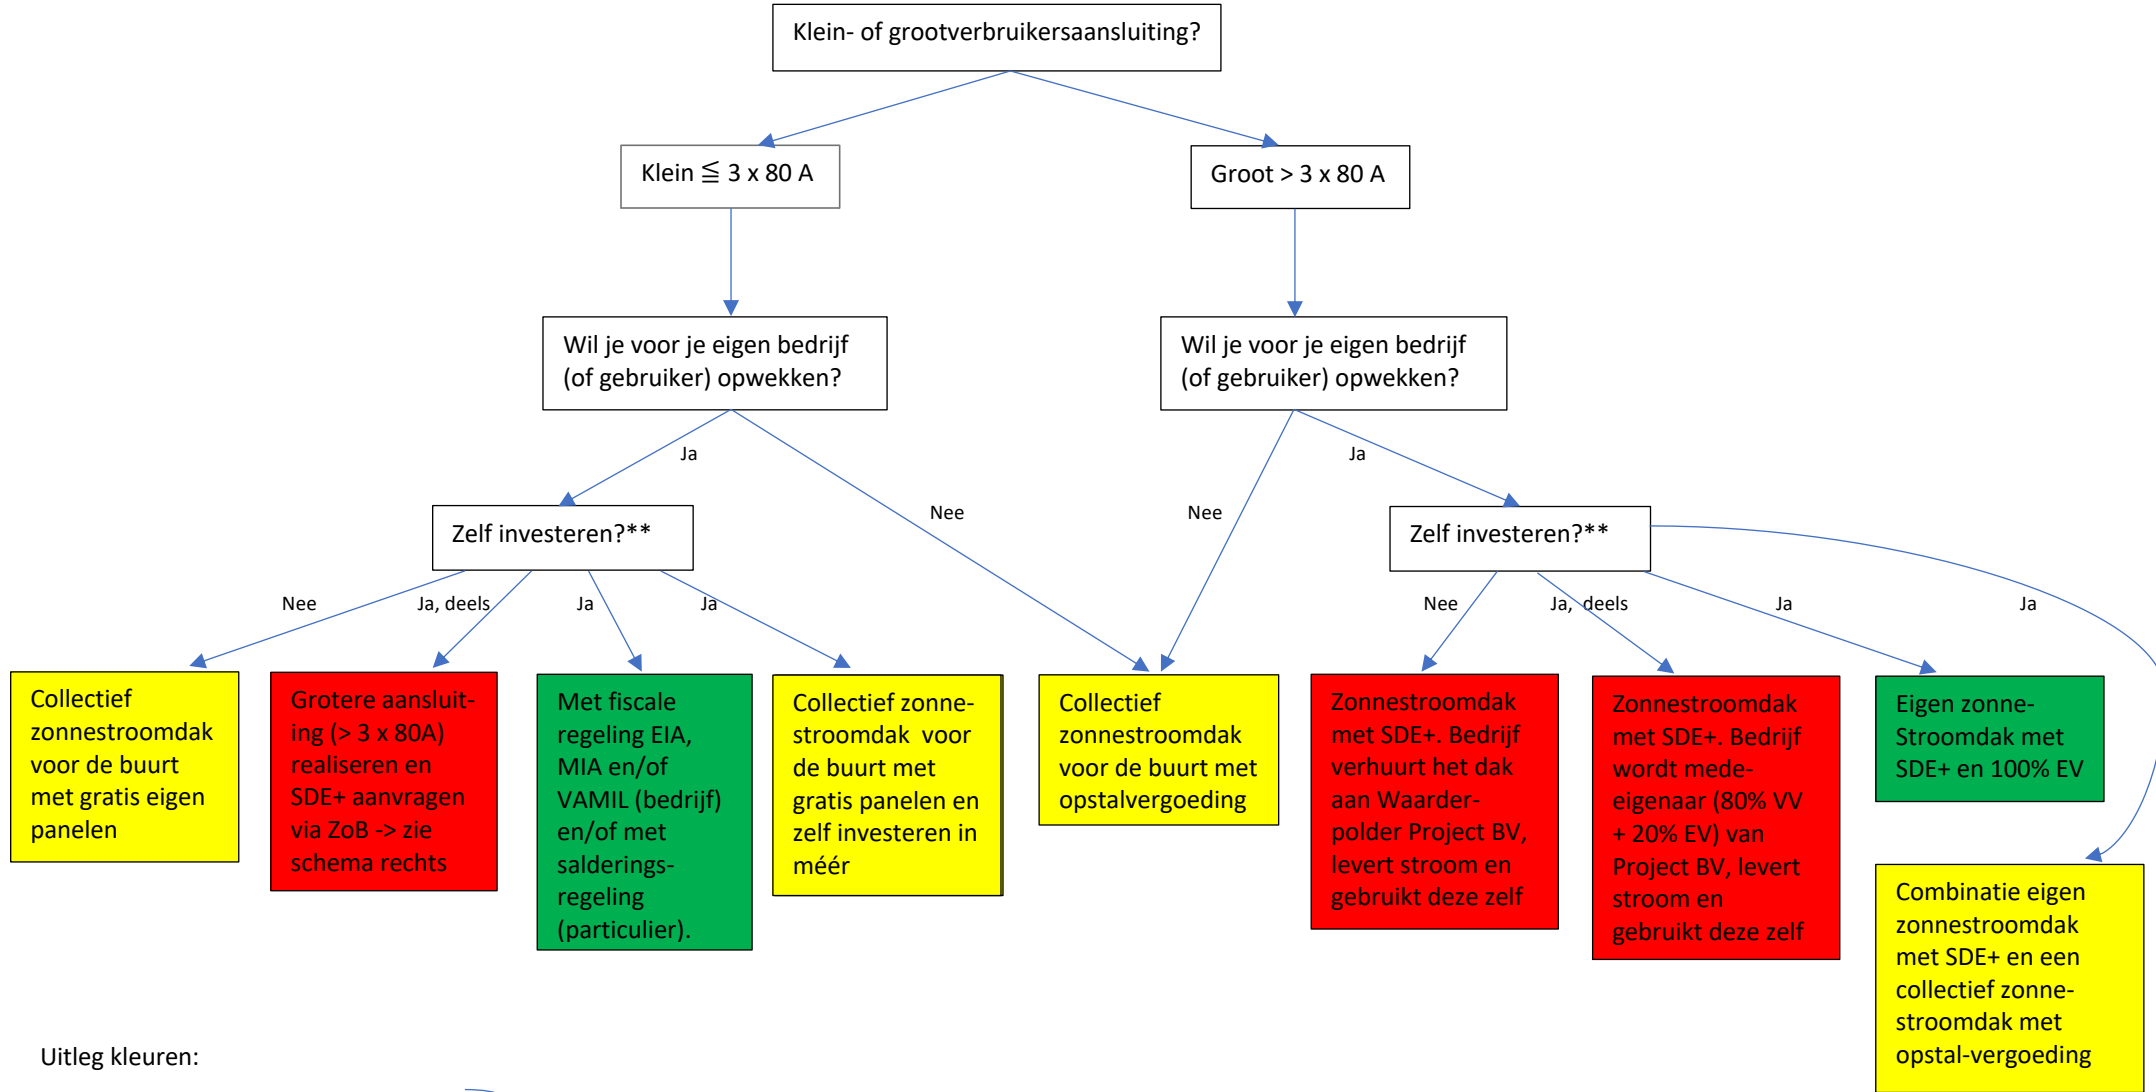 Klein- of grootverbruikersaansluiting?
Klein ≦ 3 x 80 A
Groot > 3 x 80 A
Wil je voor je eigen bedrijf
(of gebruiker) opwekken?
Wil je voor je eigen bedrijf
(of gebruiker) opwekken?
Ja
Nee
Nee
Ja
Zelf investeren?**
Zelf investeren?**
Nee
Ja, deels
Ja
Ja
Nee
Ja, deels
Ja
Ja
Collectief
zonnestroomdak
voor de buurt
met gratis eigen
panelen
Grotere aansluit-
ing (> 3 x 80A)
realiseren en
SDE+ aanvragen
via ZoB -> zie
schema rechts
Met fiscale
regeling EIA,
MIA en/of
VAMIL (bedrijf)
en/of met
salderings-
regeling
(particulier).
Collectief zonne-
stroomdak voor
de buurt met
gratis panelen en
zelf investeren in
méér
Collectief
zonnestroomdak
voor de buurt met
opstalvergoeding
Zonnestroomdak
met SDE+. Bedrijf
verhuurt het dak
aan Waarder-
polder Project BV,
levert stroom en
gebruikt deze zelf
Zonnestroomdak
met SDE+. Bedrijf
wordt mede-
eigenaar (80% VV
+ 20% EV) van
Project BV, levert
stroom en
gebruikt deze zelf
Eigen zonne-
Stroomdak met
SDE+ en 100% EV
Combinatie eigen
zonnestroomdak
met SDE+ en een
collectief zonne-
stroomdak met
opstal-vergoeding
Uitleg kleuren: